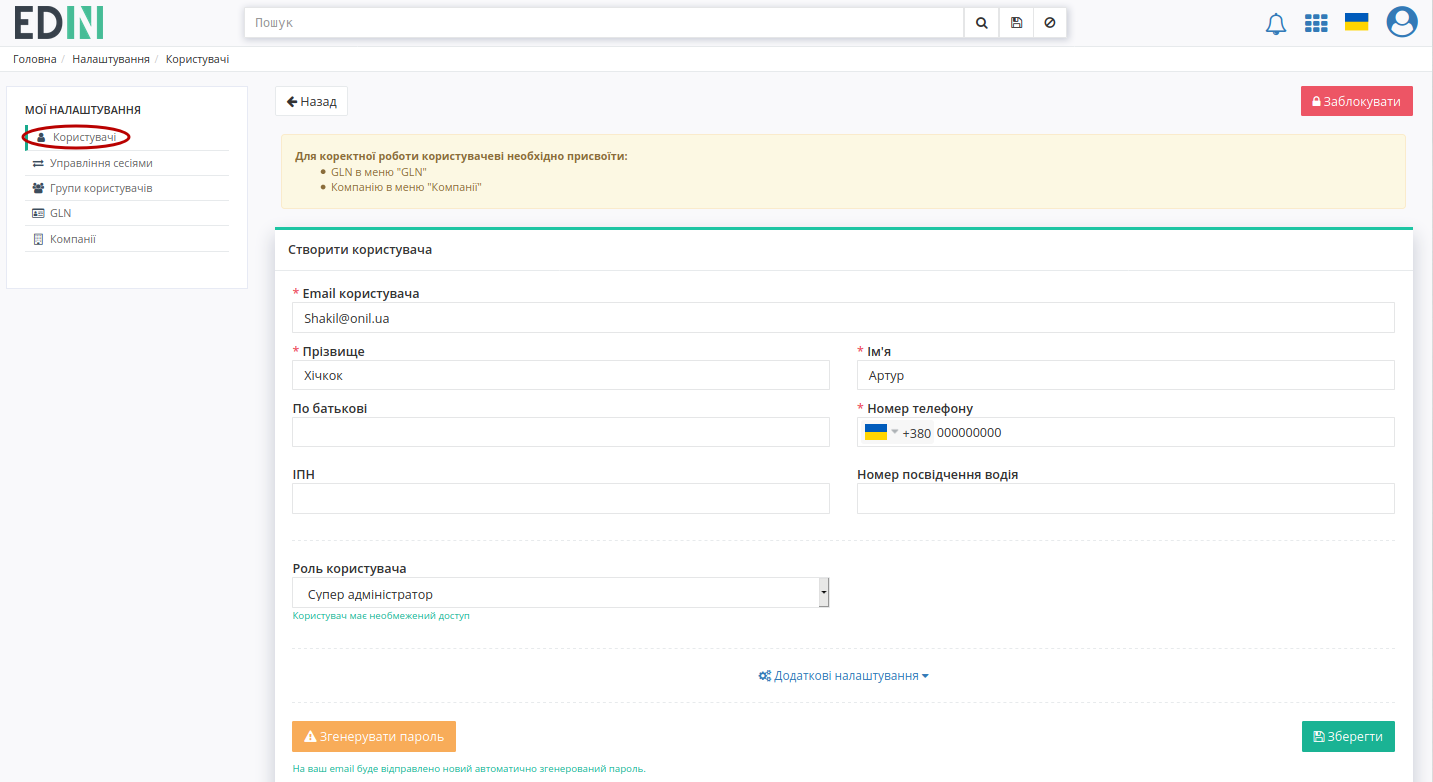 EDIN
Пошук
Головна / Налаштування / Користувачі
МОЇ НАЛАШТУВАННЯ
Користувачі
Управління сесіями
Групи користувачів
GLN
Компанії
Назад
Заблокувати
Для коректної роботи користувачеві необхідно присвоїти:
GLN в меню "GLN"
Компанію в меню "Компанії"
Створити користувача
* Email користувача
Shakil@onil.ua
* Прізвище
* Ім'я
Хічкок
Артур
По батькові
* Номер телефону
+380 000000000
ІПН
Номер посвідчення водія
Роль користувача
Супер адміністратор
Користувач має необмежений доступ
Додаткові налаштування
Згенерувати пароль
Зберегти
На ваш email буде відправлено новий автоматично згенерований пароль.